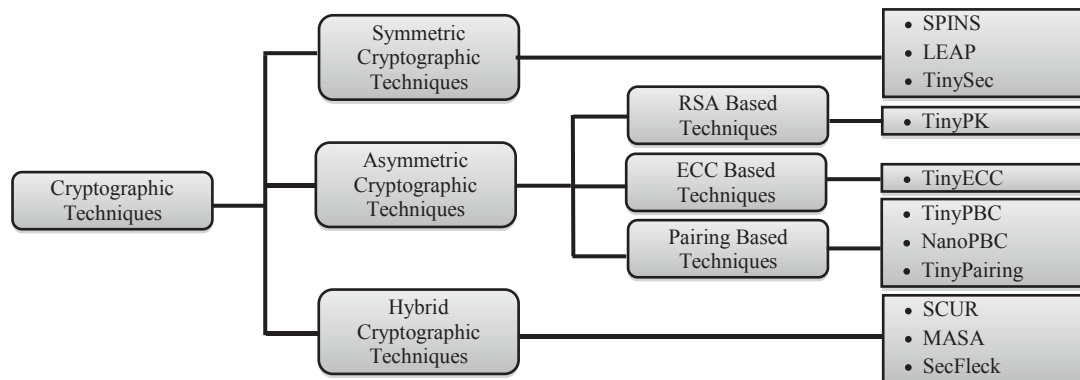 Cryptographic
Techniques
Symmetric
Cryptographic
Techniques
• SPINS
• LEAP
• TinySec
Asymmetric
Cryptographic
Techniques
RSA Based
Techniques
• TinyPK
ECC Based
Techniques
• TinyECC
Pairing Based
Techniques
• TinyPBC
• NanoPBC
• TinyPairing
Hybrid
Cryptographic
Techniques
• SCUR
• MASA
• SecFleck